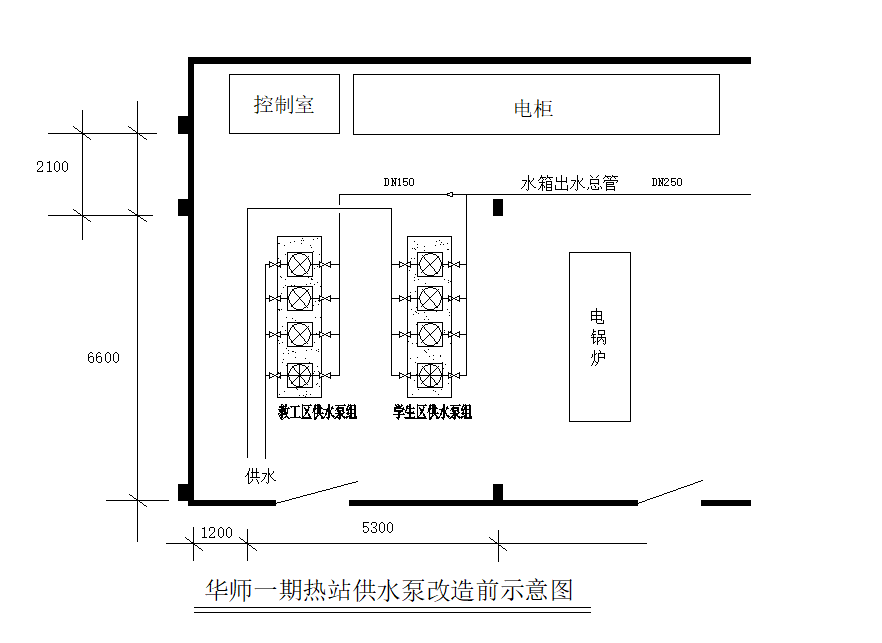 控制室
电柜
2100
DN150
水箱出水总管
DN250
6600
电
锅
炉
教工区供水泵组
学生区供水泵组
供水
1200
5300
华师一期热站供水泵改造前示意图